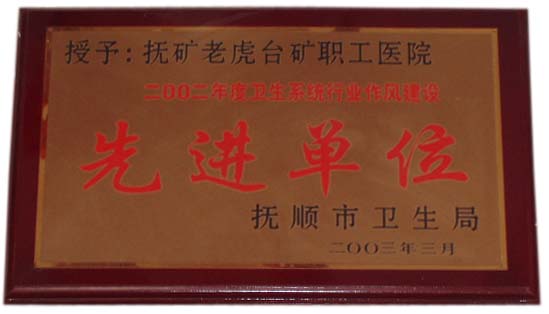 授予:抚矿老虎台矿职工医院
二00二年度卫生系统行业作风建设
先进单位
抚顺市卫生局
二00三年三月